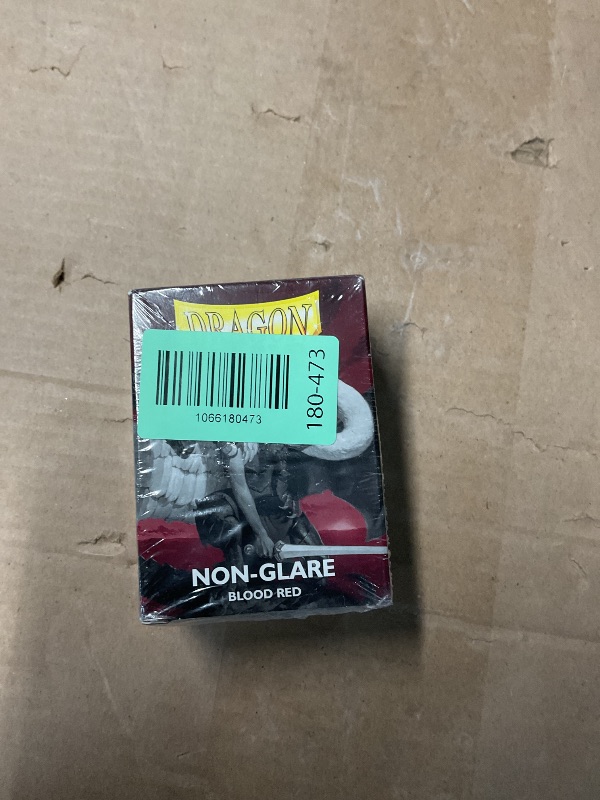 DRAGON
1066180473
180-473
NON-GLARE
BLOOD RED